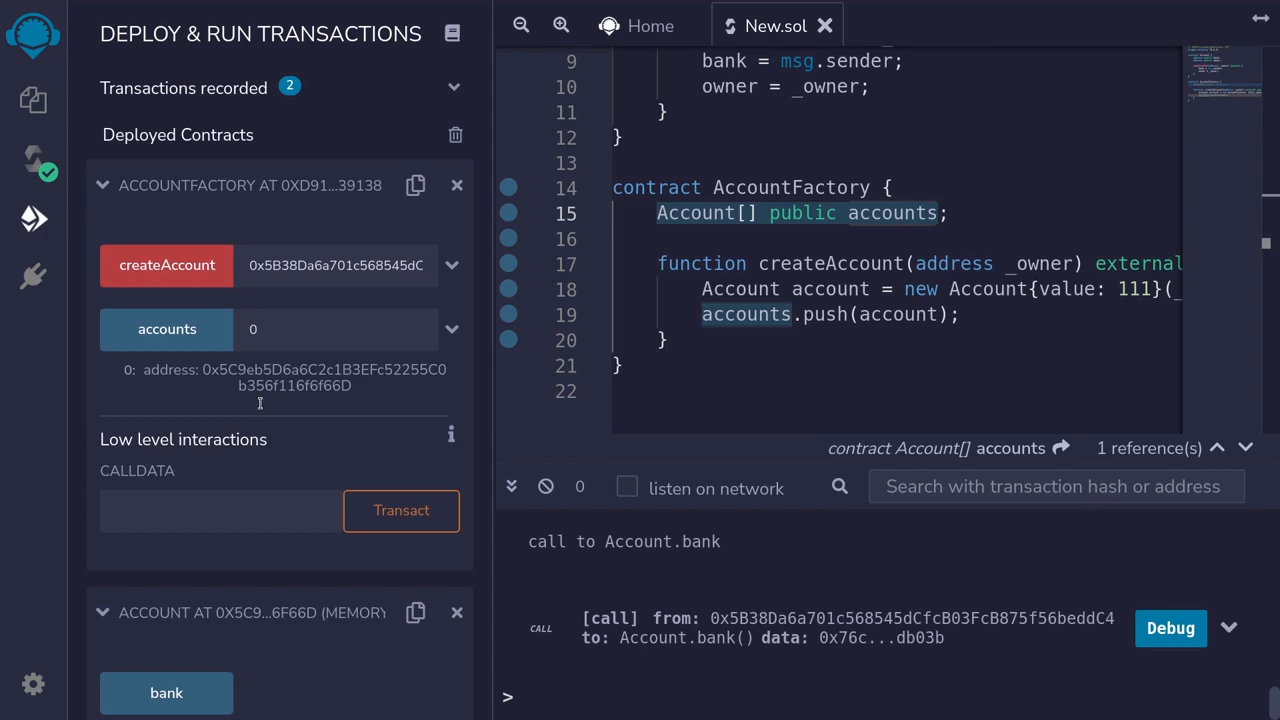 DEPLOY & RUN TRANSACTIONS
Transactions recorded 2
Deployed Contracts
ACCOUNTFACTORY AT 0XD91...39138
createAccount 0x5B38Da6a701c568545dC
accounts 0
0: address: 0x5C9eb5D6a6C2c1B3EFc52255C0
b356f116f6f66D
Low level interactions
i
CALLDATA
Transact
ACCOUNT AT 0X5C9...6F66D (MEMORY
bank
Home New.sol
9 bank = msg.sender;
10 owner = _owner;
11 }
12 }
13
14 contract AccountFactory {
15 Account[] public accounts;
16
17 function createAccount(address _owner) external
18 Account account = new Account{value: 111}(_
19 accounts.push(account);
20 }
21 }
22
contract Account[] accounts 1 reference(s)
0 listen on network Search with transaction hash or address
call to Account.bank
CALL [call] from: 0x5B38Da6a701c568545dCfcB03FcB875f56beddC4
to: Account.bank() data: 0x76c...db03b
Debug
>